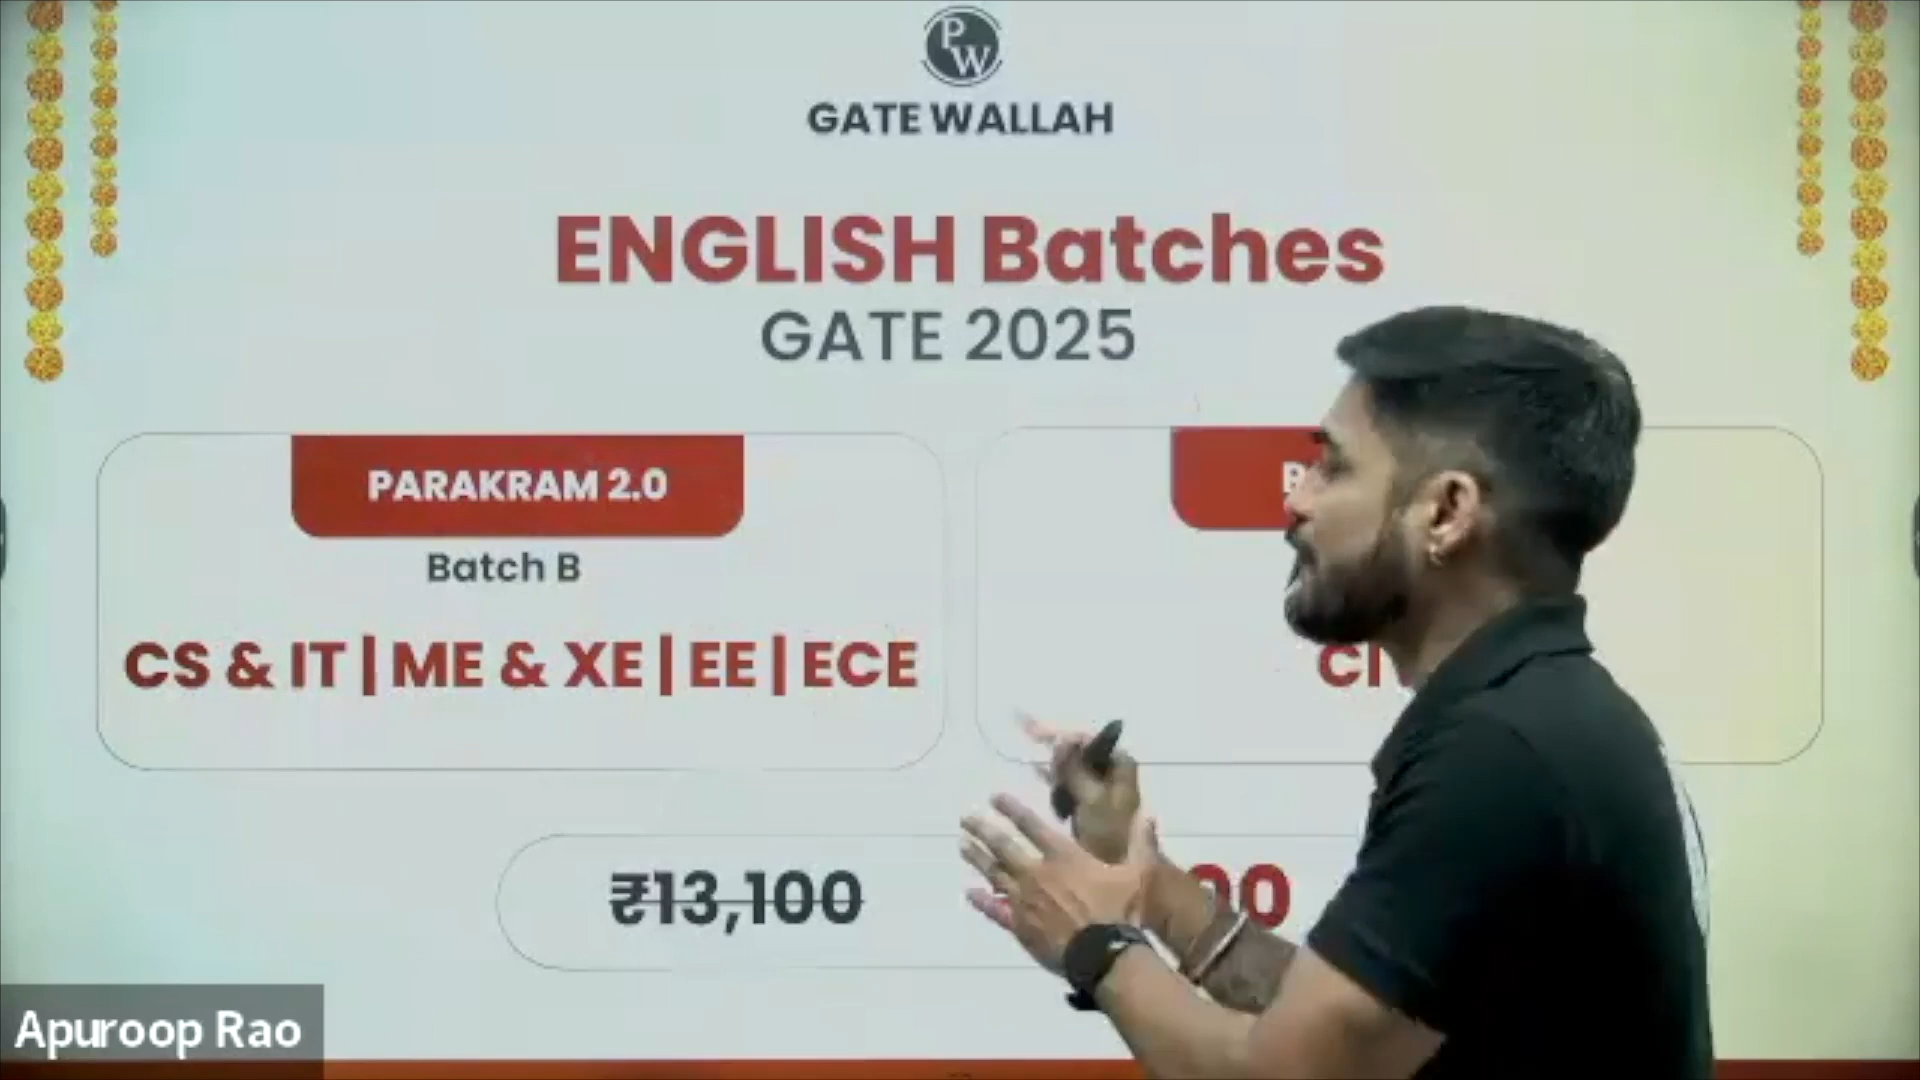 PW
GATE WALLAH
ENGLISH Batches
GATE 2025
PARAKRAM 2.0
Batch B
CS & IT | ME & XE | EE | ECE
₹13,100
Apuroop Rao